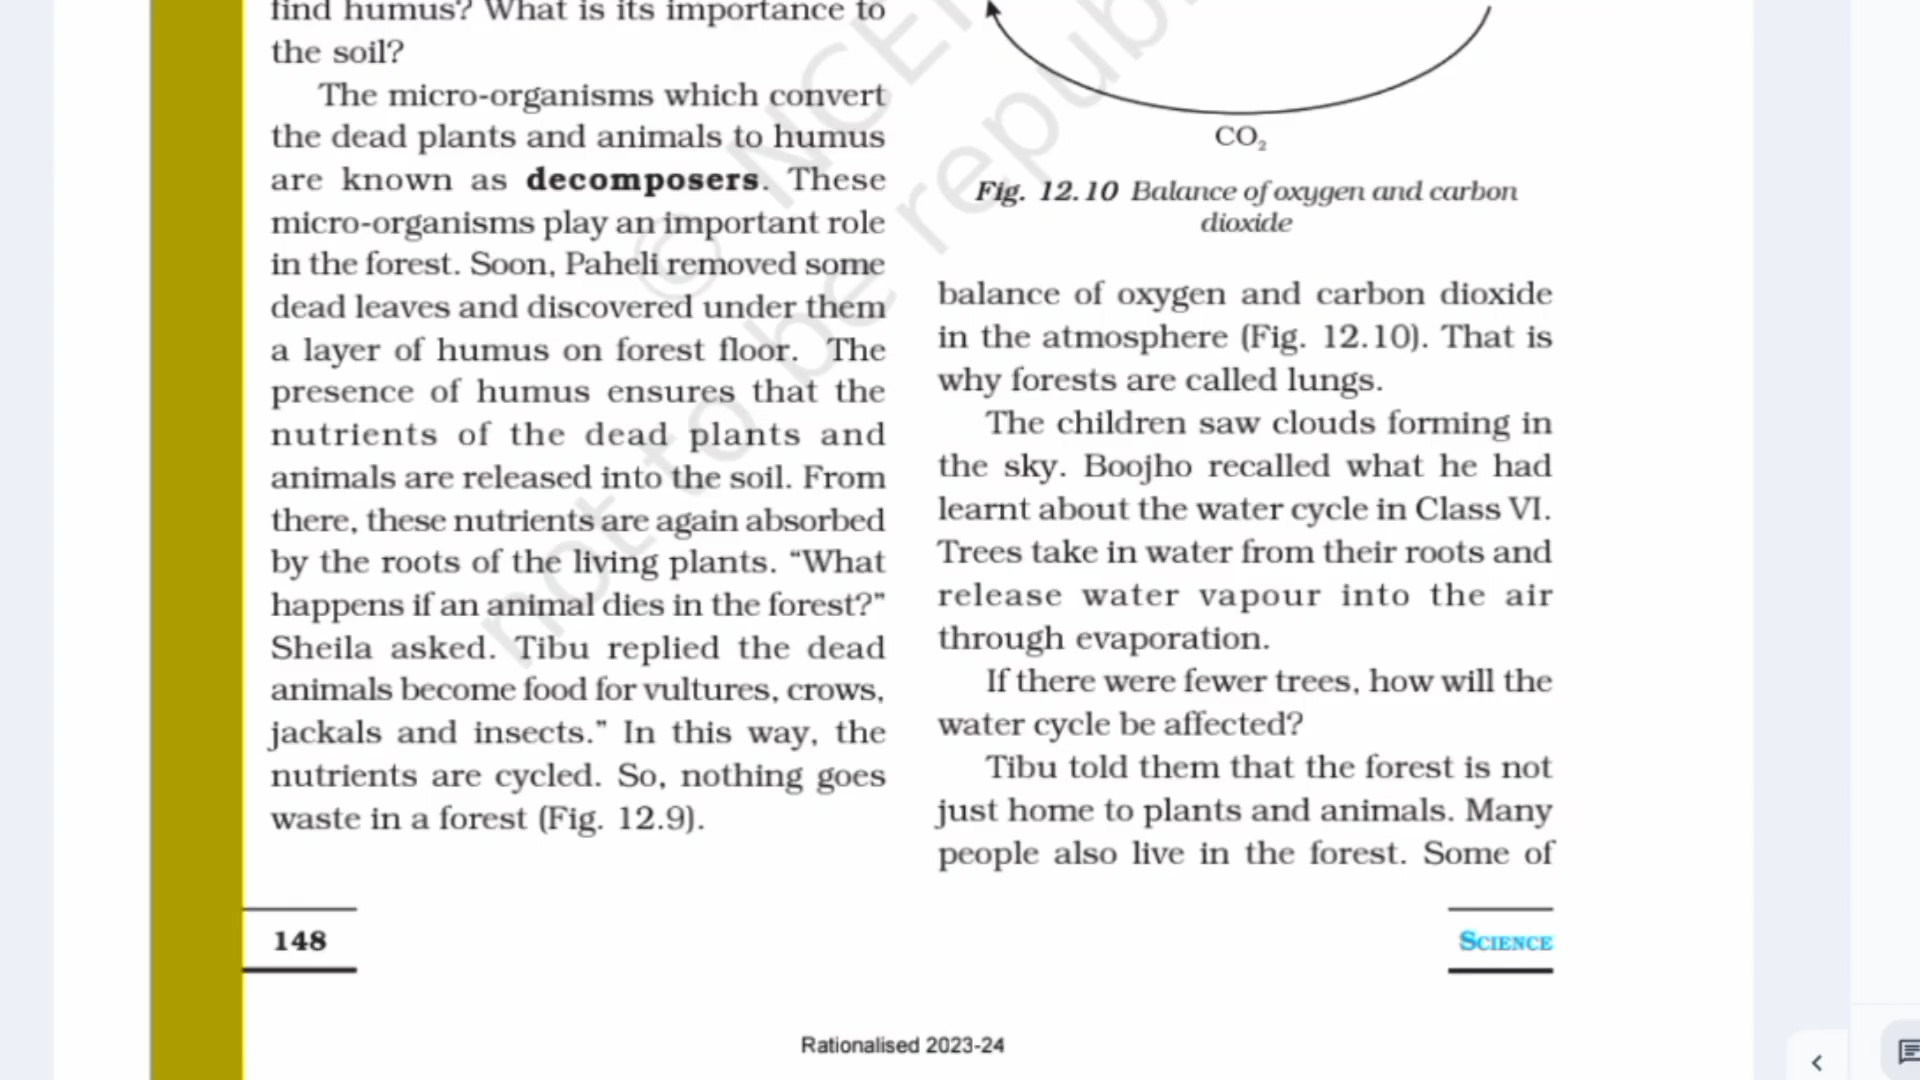 find humus? What is its importance to
the soil?
The micro-organisms which convert
the dead plants and animals to humus
are known as decomposers. These
micro-organisms play an important role
in the forest. Soon, Paheli removed some
dead leaves and discovered under them
a layer of humus on forest floor. The
presence of humus ensures that the
nutrients of the dead plants and
animals are released into the soil. From
there, these nutrients are again absorbed
by the roots of the living plants. “What
happens if an animal dies in the forest?”
Sheila asked. Tibu replied the dead
animals become food for vultures, crows,
jackals and insects.” In this way, the
nutrients are cycled. So, nothing goes
waste in a forest (Fig. 12.9).
CO₂
Fig. 12.10 Balance of oxygen and carbon
dioxide
balance of oxygen and carbon dioxide
in the atmosphere (Fig. 12.10). That is
why forests are called lungs.
The children saw clouds forming in
the sky. Boojho recalled what he had
learnt about the water cycle in Class VI.
Trees take in water from their roots and
release water vapour into the air
through evaporation.
If there were fewer trees, how will the
water cycle be affected?
Tibu told them that the forest is not
just home to plants and animals. Many
people also live in the forest. Some of
148
SCIENCE
Rationalised 2023-24
© NCE
not to be repub